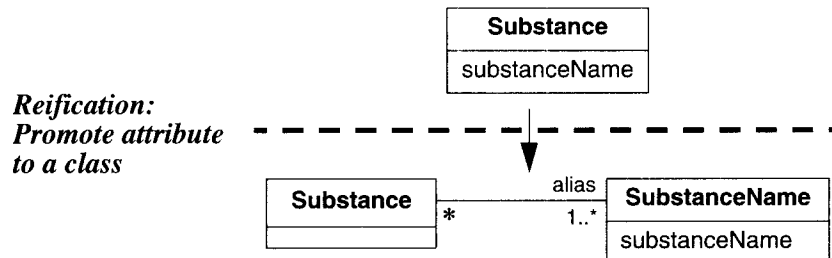 Substance
substanceName
Reification:
Promote attribute
to a class
Substance
*
alias
1..*
SubstanceName
substanceName